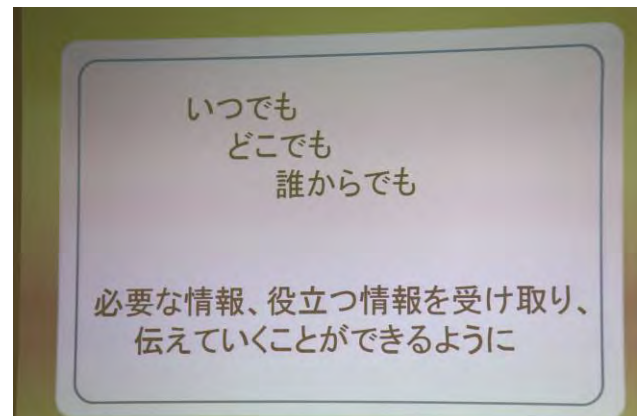 いつでも
どこでも
誰からでも
必要な情報、役立つ情報を受け取り、
伝えていくことができるように